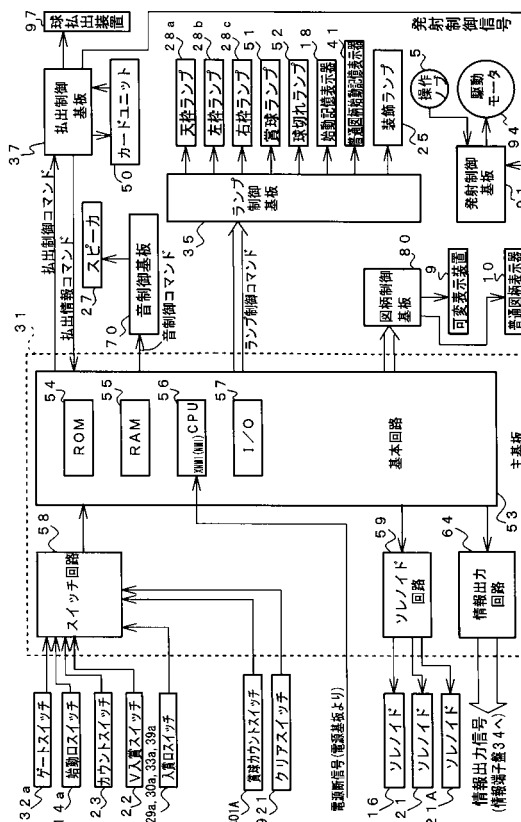 28a
28b
28c
51
52
18
41
天枠ランプ
左枠ランプ
右枠ランプ
賞球ランプ
球切れランプ
始動記憶表示器
普通図柄始動記憶表示器
装飾ランプ
25
97
球払出装置
払出制御基板
37
カードユニット
50
発射制御信号
操作ノブ
5
駆動モータ
94
発射制御基板
91
ランプ制御基板
35
払出制御コマンド
払出情報コマンド
スピーカ
27
音制御基板
70
音制御コマンド
ランプ制御コマンド
図柄制御基板
80
可変表示装置
9
普通図柄表示器
10
31
54
ROM
55
RAM
56
XNMI(NMI)
CPU
57
I/O
基本回路
53
主基板
58
スイッチ回路
59
ソレノイド回路
64
情報出力回路
ゲートスイッチ
32a
始動口スイッチ
14a
カウントスイッチ
23
V入賞スイッチ
22
入賞口スイッチ
29a, 30a, 33a, 39a
賞球カウントスイッチ
301A
クリアスイッチ
921
電源断信号(電源基板より)
ソレノイド
16
ソレノイド
21
ソレノイド
21A
情報出力信号
(情報端子盤34へ)